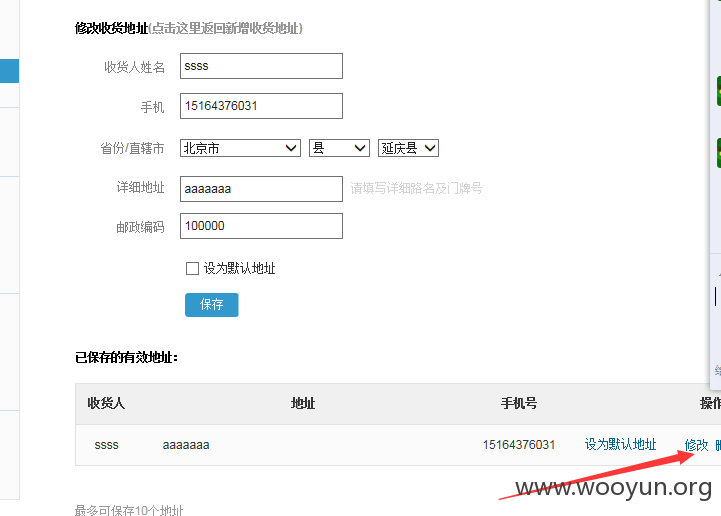 修改收货地址(点击这里返回新增收货地址)
收货人姓名 ssss
手机 15164376031
省份/直辖市 北京市 县 延庆县
详细地址 aaaaaaa 请填写详细路名及门牌号
邮政编码 100000
设为默认地址
保存
已保存的有效地址：
收货人 地址 手机号 操作
ssss aaaaaaa 15164376031 设为默认地址 修改
www.wooyun.org
最多可保存10个地址